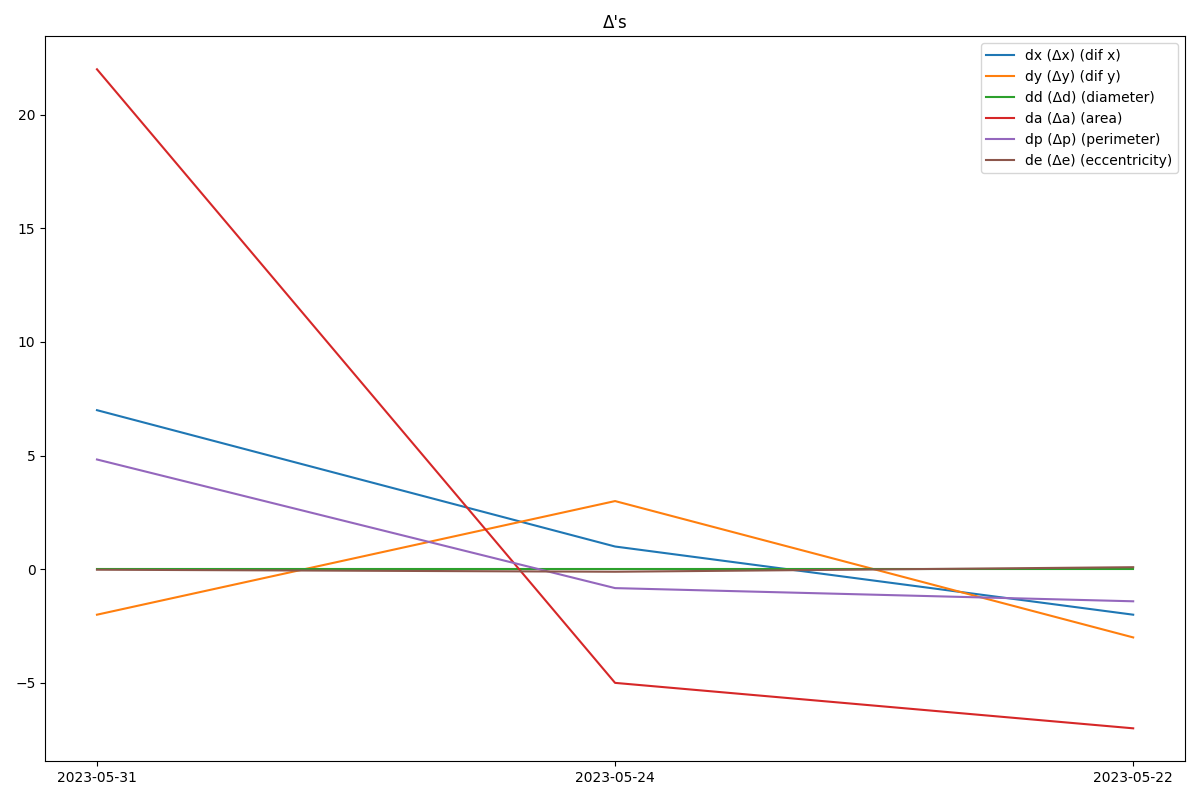 Δ's
dx (Δx) (dif x)
dy (Δy) (dif y)
dd (Δd) (diameter)
da (Δa) (area)
dp (Δp) (perimeter)
de (Δe) (eccentricity)
20
15
10
5
0
−5
2023-05-31 2023-05-24 2023-05-22